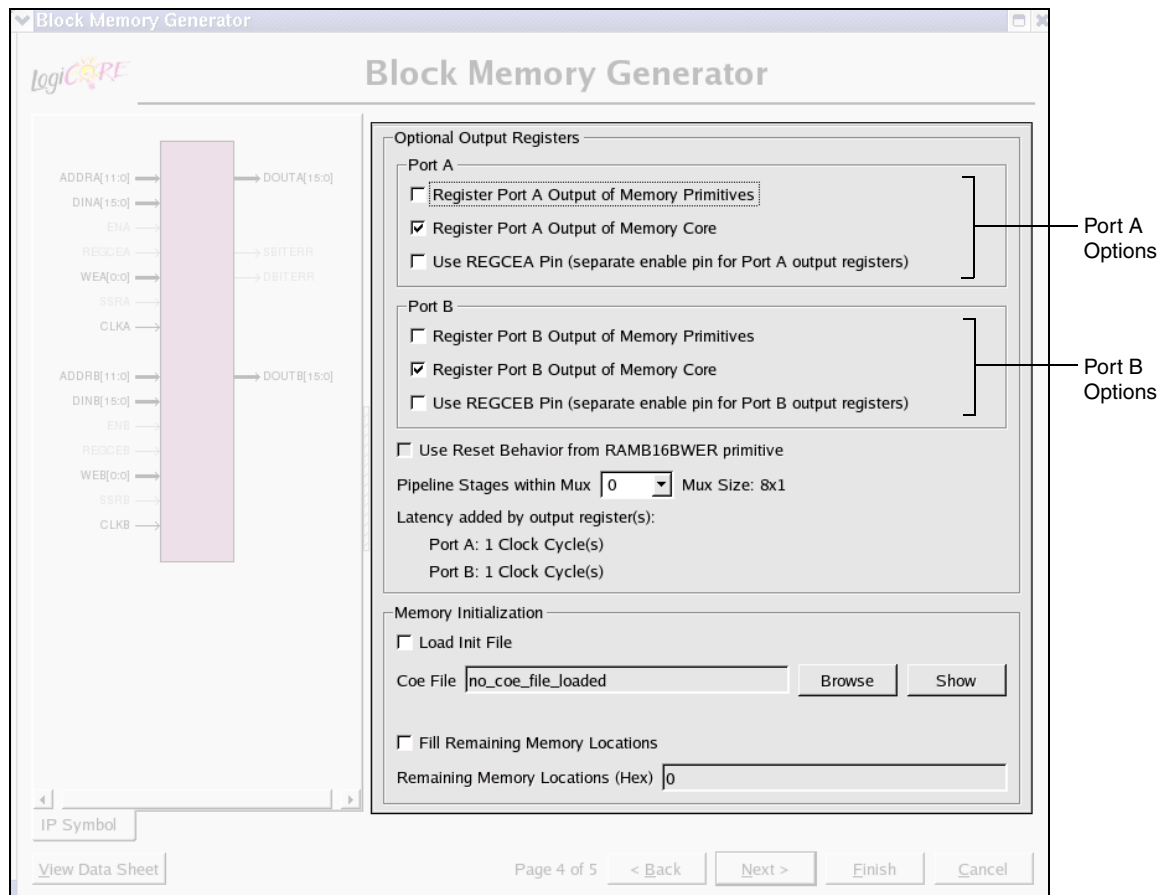 Block Memory Generator
LogiCORE
Block Memory Generator
ADDRA[11:0]
DOUTA[15:0]
DINA[15:0]
ENA
REGCEA
SBITERR
WEA[0:0]
DBITERR
SSRA
CLKA
ADDRB[11:0]
DOUTB[15:0]
DINB[15:0]
ENB
REGCEB
WEB[0:0]
SSRB
CLKB
IP Symbol
Optional Output Registers
Port A
Register Port A Output of Memory Primitives
Register Port A Output of Memory Core
Use REGCEA Pin (separate enable pin for Port A output registers)
Port A
Options
Port B
Register Port B Output of Memory Primitives
Register Port B Output of Memory Core
Use REGCEB Pin (separate enable pin for Port B output registers)
Port B
Options
Use Reset Behavior from RAMB16BWER primitive
Pipeline Stages within Mux 0 Mux Size: 8x1
Latency added by output register(s):
Port A: 1 Clock Cycle(s)
Port B: 1 Clock Cycle(s)
Memory Initialization
Load Init File
Coe File no_coe_file_loaded Browse Show
Fill Remaining Memory Locations
Remaining Memory Locations (Hex) 0
View Data Sheet Page 4 of 5 < Back Next > Finish Cancel